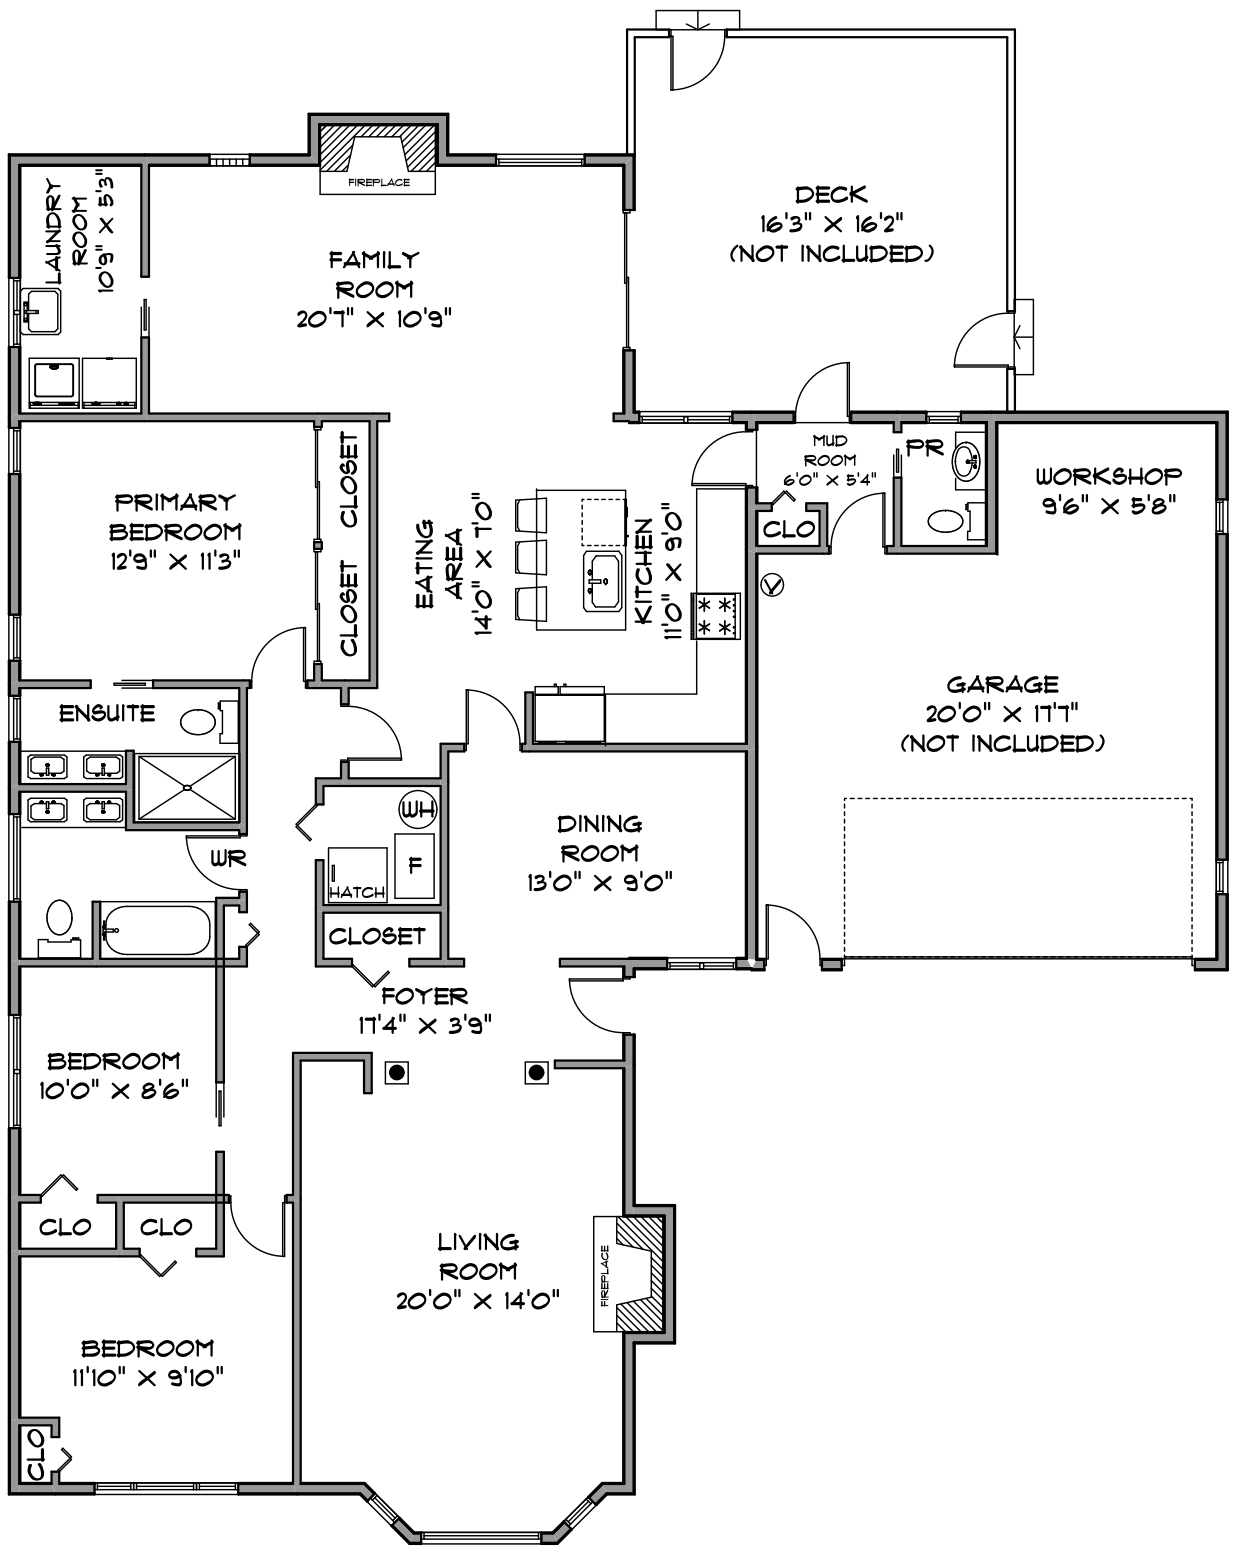 DECK
16'3" X 16'2"
(NOT INCLUDED)
FIREPLACE
LAUNDRY
ROOM
10'9" X 5'3"
FAMILY
ROOM
20'7" X 10'9"
MUD
ROOM
6'0" X 5'4"
PR
WORKSHOP
9'6" X 5'8"
CLO
PRIMARY
BEDROOM
12'9" X 11'3"
CLOSET
CLOSET
EATING
AREA
14'0" X 7'0"
KITCHEN
11'0" X 9'0"
GARAGE
20'0" X 17'7"
(NOT INCLUDED)
ENSUITE
WH
F
HATCH
WR
DINING
ROOM
13'0" X 9'0"
CLOSET
FOYER
17'4" X 3'9"
BEDROOM
10'0" X 8'6"
CLO
CLO
LIVING
ROOM
20'0" X 14'0"
FIREPLACE
BEDROOM
11'10" X 9'10"
CLO